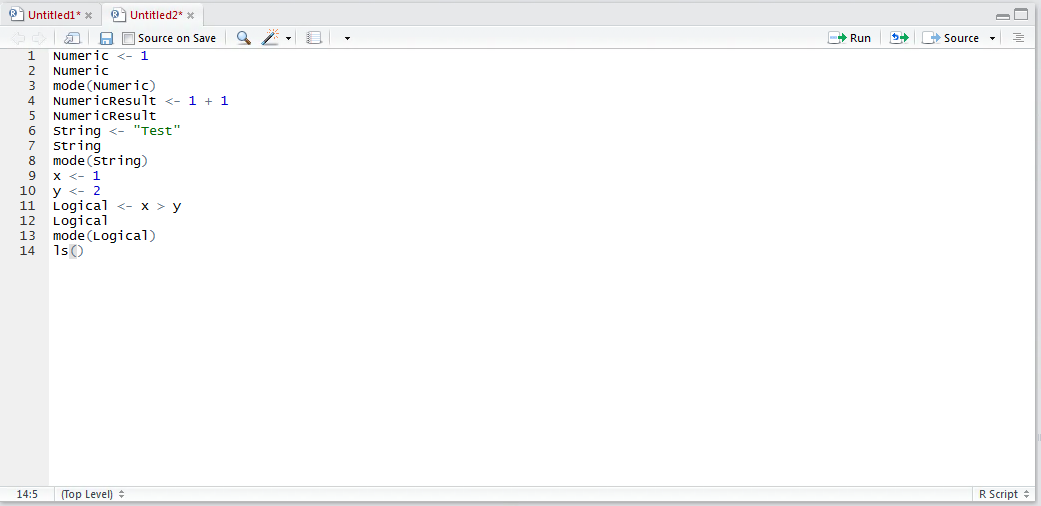 Untitled1* Untitled2*
Source on Save Run Source
1 Numeric <- 1
2 Numeric
3 mode(Numeric)
4 NumericResult <- 1 + 1
5 NumericResult
6 String <- "Test"
7 String
8 mode(String)
9 x <- 1
10 y <- 2
11 Logical <- x > y
12 Logical
13 mode(Logical)
14 ls()
14:5 (Top Level) R Script